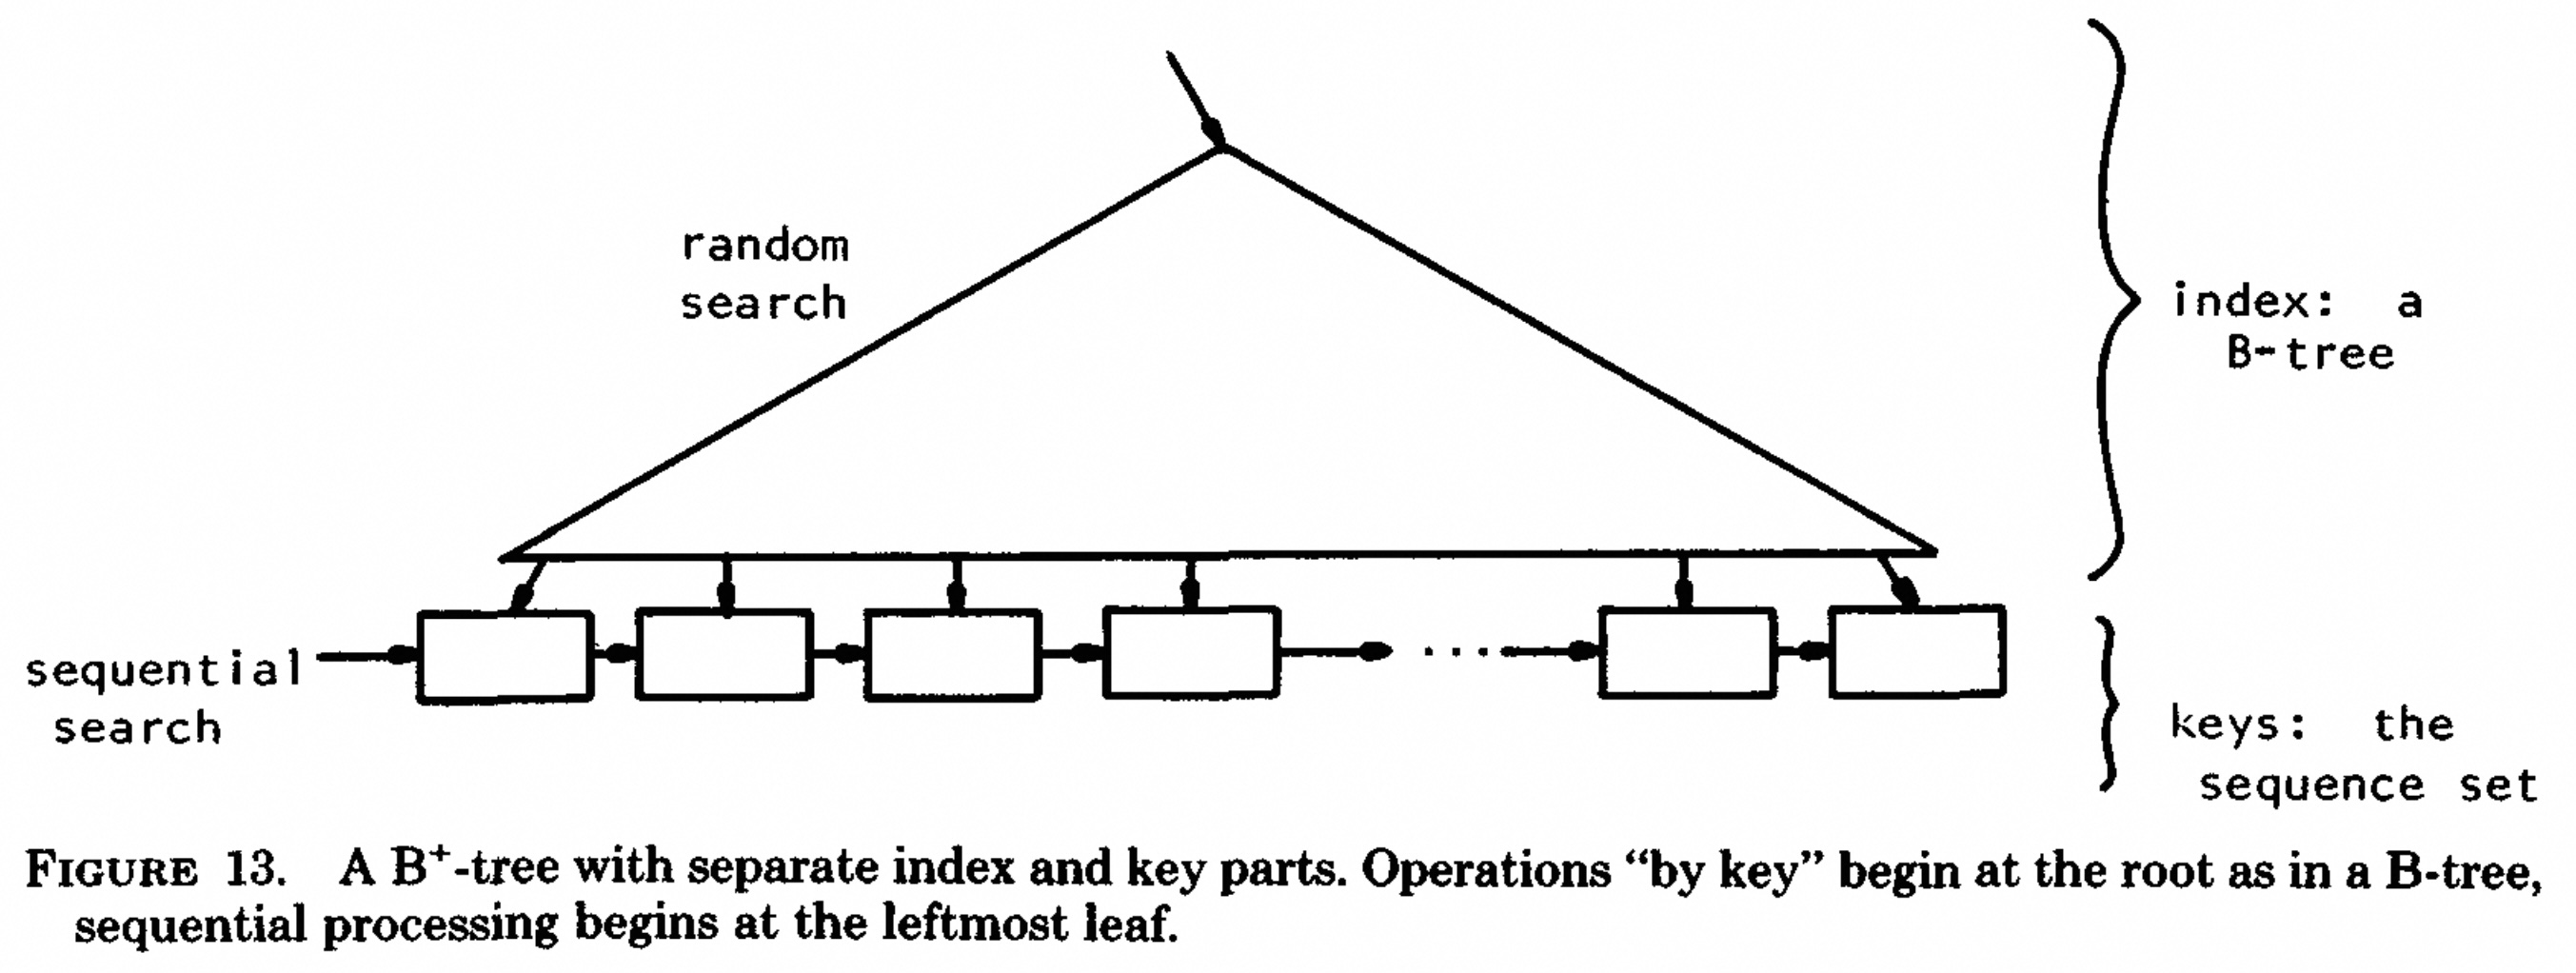 random
search
index: a
B-tree
sequential
search
....
keys: the
sequence set
FIGURE 13. A B⁺-tree with separate index and key parts. Operations “by key” begin at the root as in a B-tree,
sequential processing begins at the leftmost leaf.